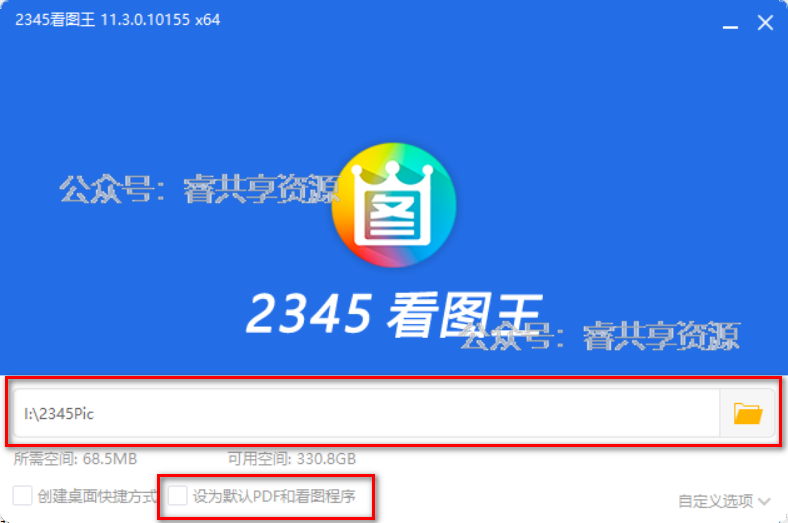 2345看图王 11.3.0.10155 x64
公众号：睿共享资源
图
2345 看图王
公众号：睿共享资源
I:\2345Pic
所需空间: 68.5MB 可用空间: 330.8GB
创建桌面快捷方式 设为默认PDF和看图程序 自定义选项